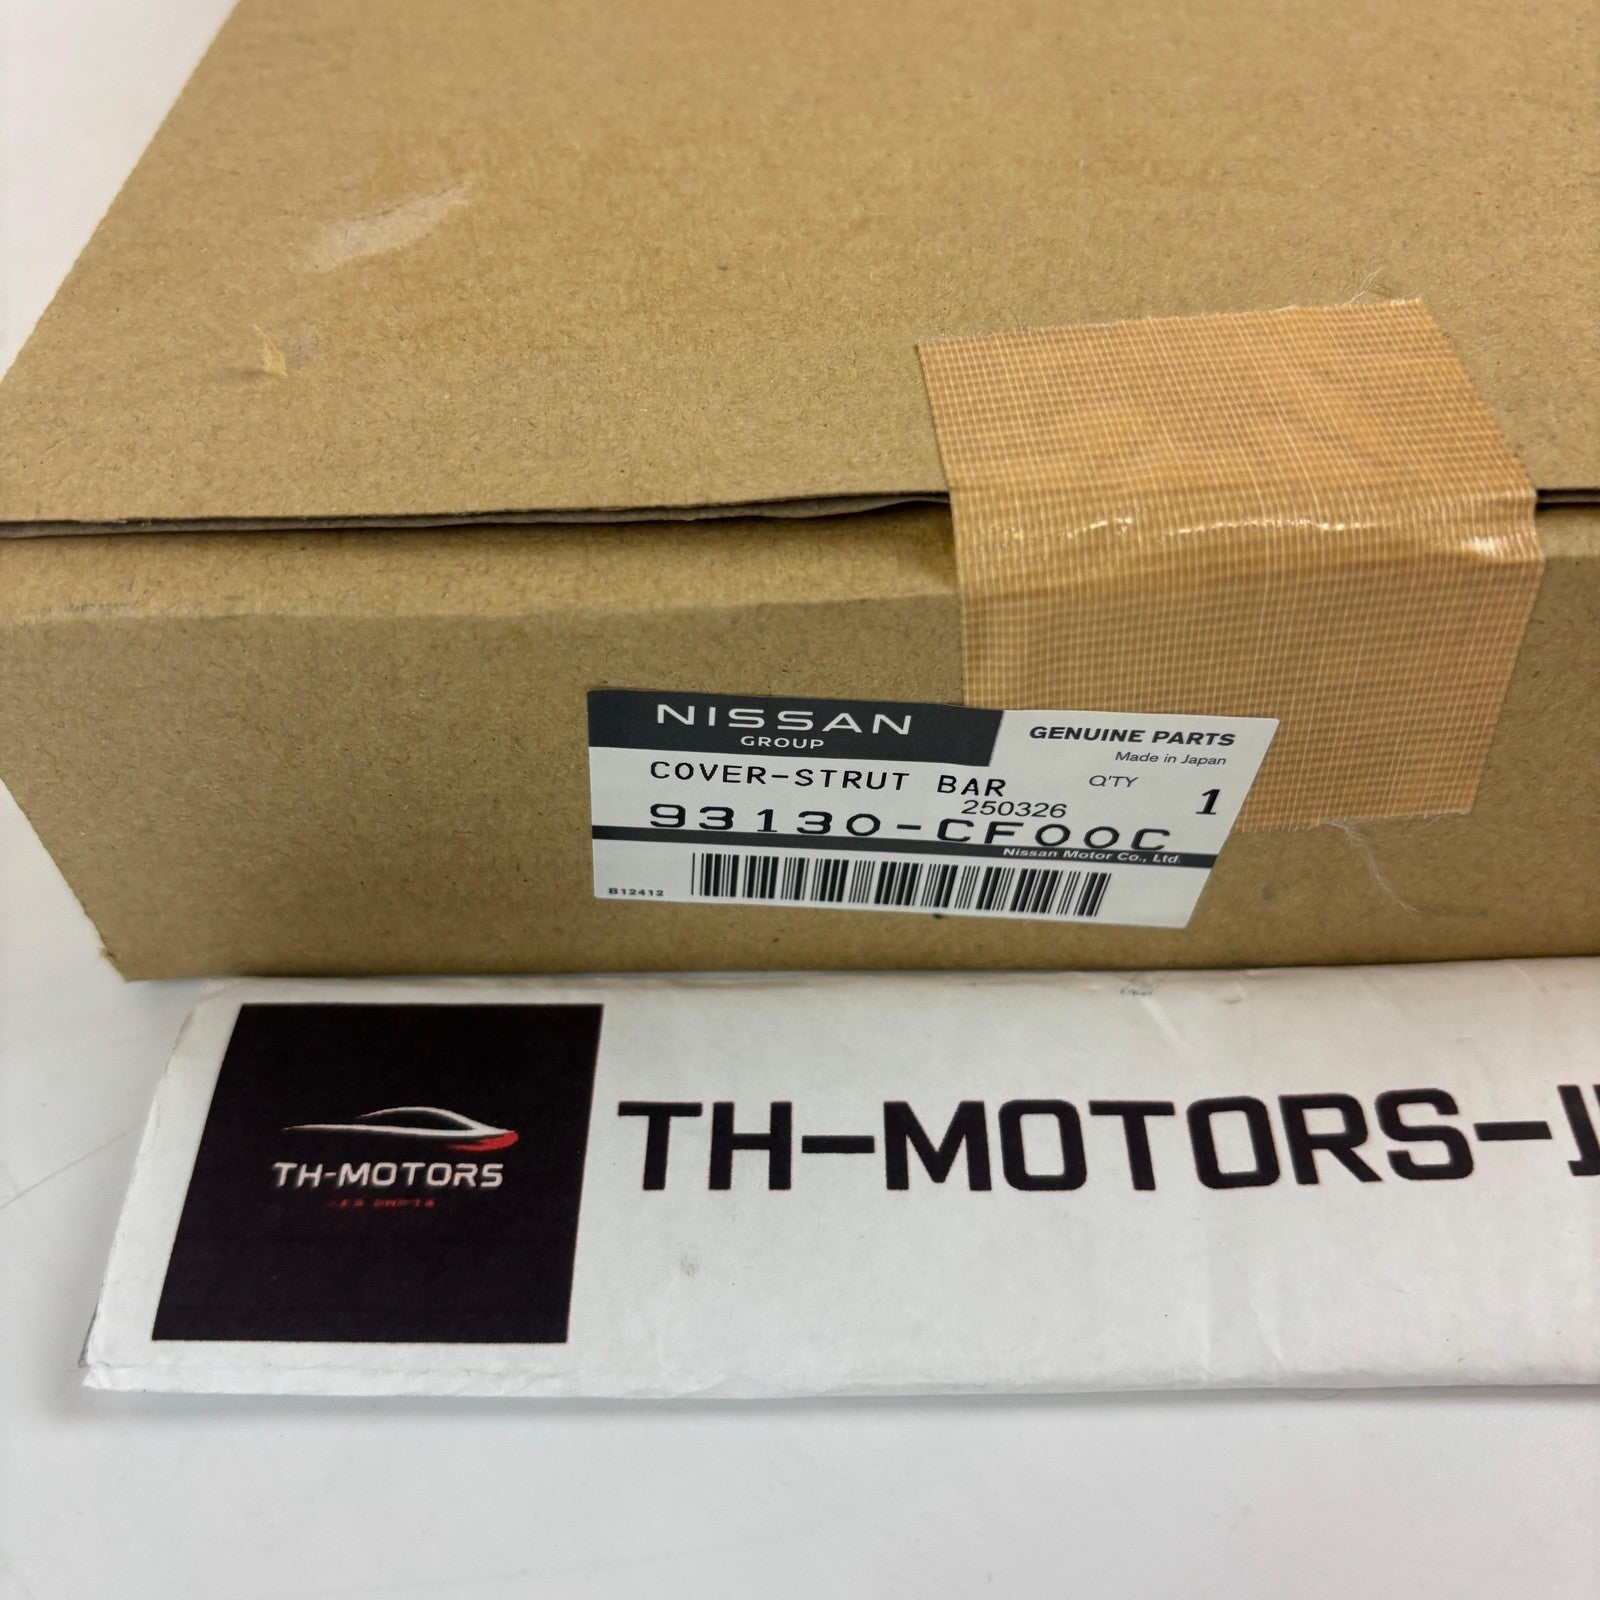 NISSAN
GROUP
GENUINE PARTS
Made in Japan
COVER-STRUT BAR
Q'TY 1
250326
93130-CF00C
Nissan Motor Co., Ltd.
B12412
TH-MOTORS
TH-MOTORS-J